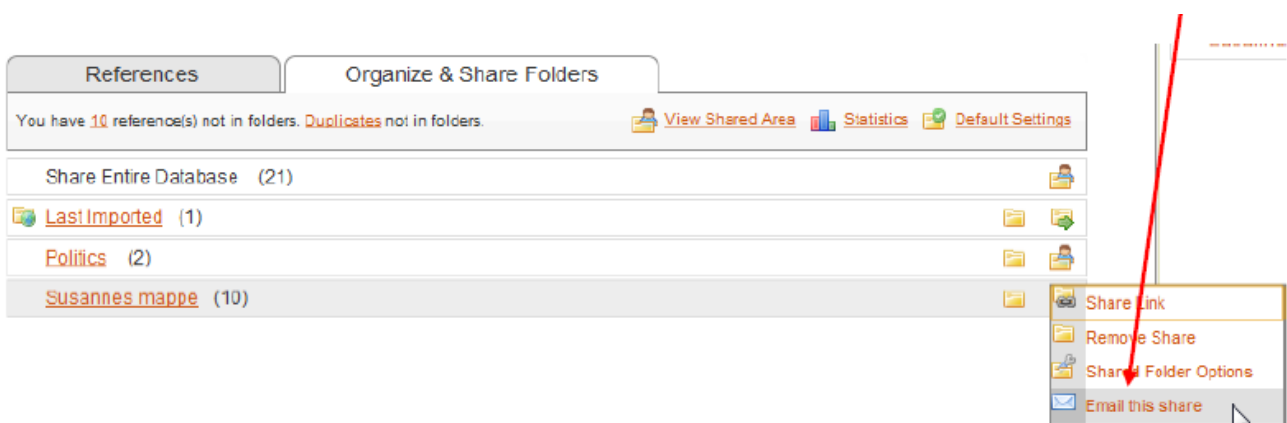 References
Organize & Share Folders
You have 10 reference(s) not in folders. Duplicates not in folders.
View Shared Area
Statistics
Default Settings
Share Entire Database (21)
Last Imported (1)
Politics (2)
Susannes mappe (10)
Share Link
Remove Share
Shared Folder Options
Email this share